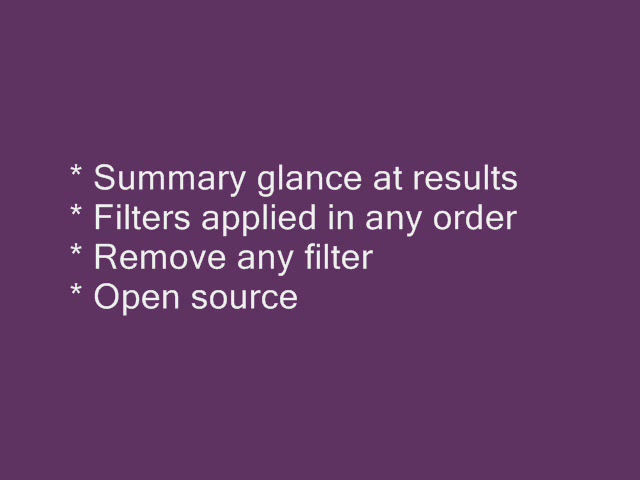 * Summary glance at results
* Filters applied in any order
* Remove any filter
* Open source